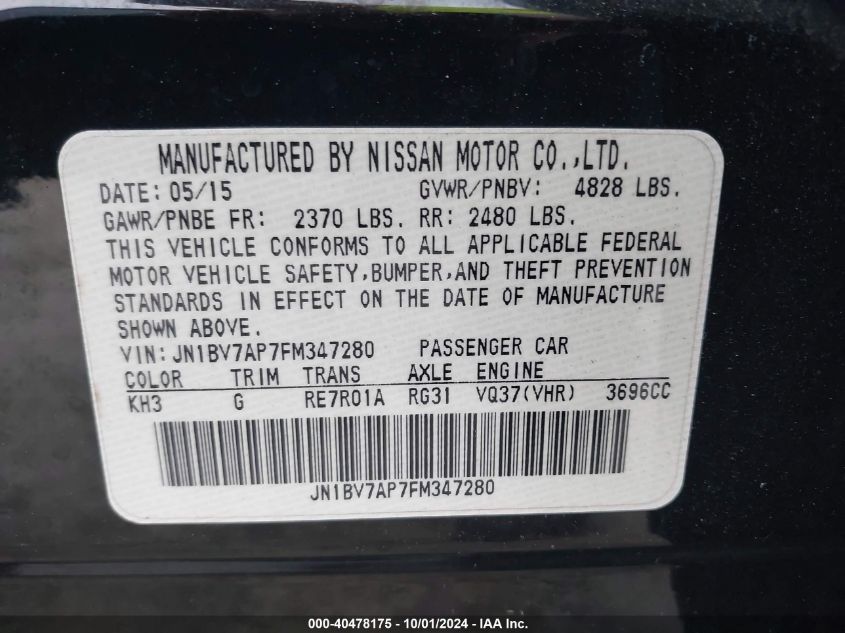 MANUFACTURED BY NISSAN MOTOR CO.,LTD.
DATE: 05/15 GVWR/PNBV: 4828 LBS.
GAWR/PNBE FR: 2370 LBS. RR: 2480 LBS.
THIS VEHICLE CONFORMS TO ALL APPLICABLE FEDERAL
MOTOR VEHICLE SAFETY,BUMPER,AND THEFT PREVENTION
STANDARDS IN EFFECT ON THE DATE OF MANUFACTURE
SHOWN ABOVE.
VIN:JN1BV7AP7FM347280 PASSENGER CAR
COLOR TRIM TRANS AXLE ENGINE
KH3 G RE7R01A RG31 VQ37(VHR) 3696CC
JN1BV7AP7FM347280
000-40478175 - 10/01/2024 - IAA Inc.